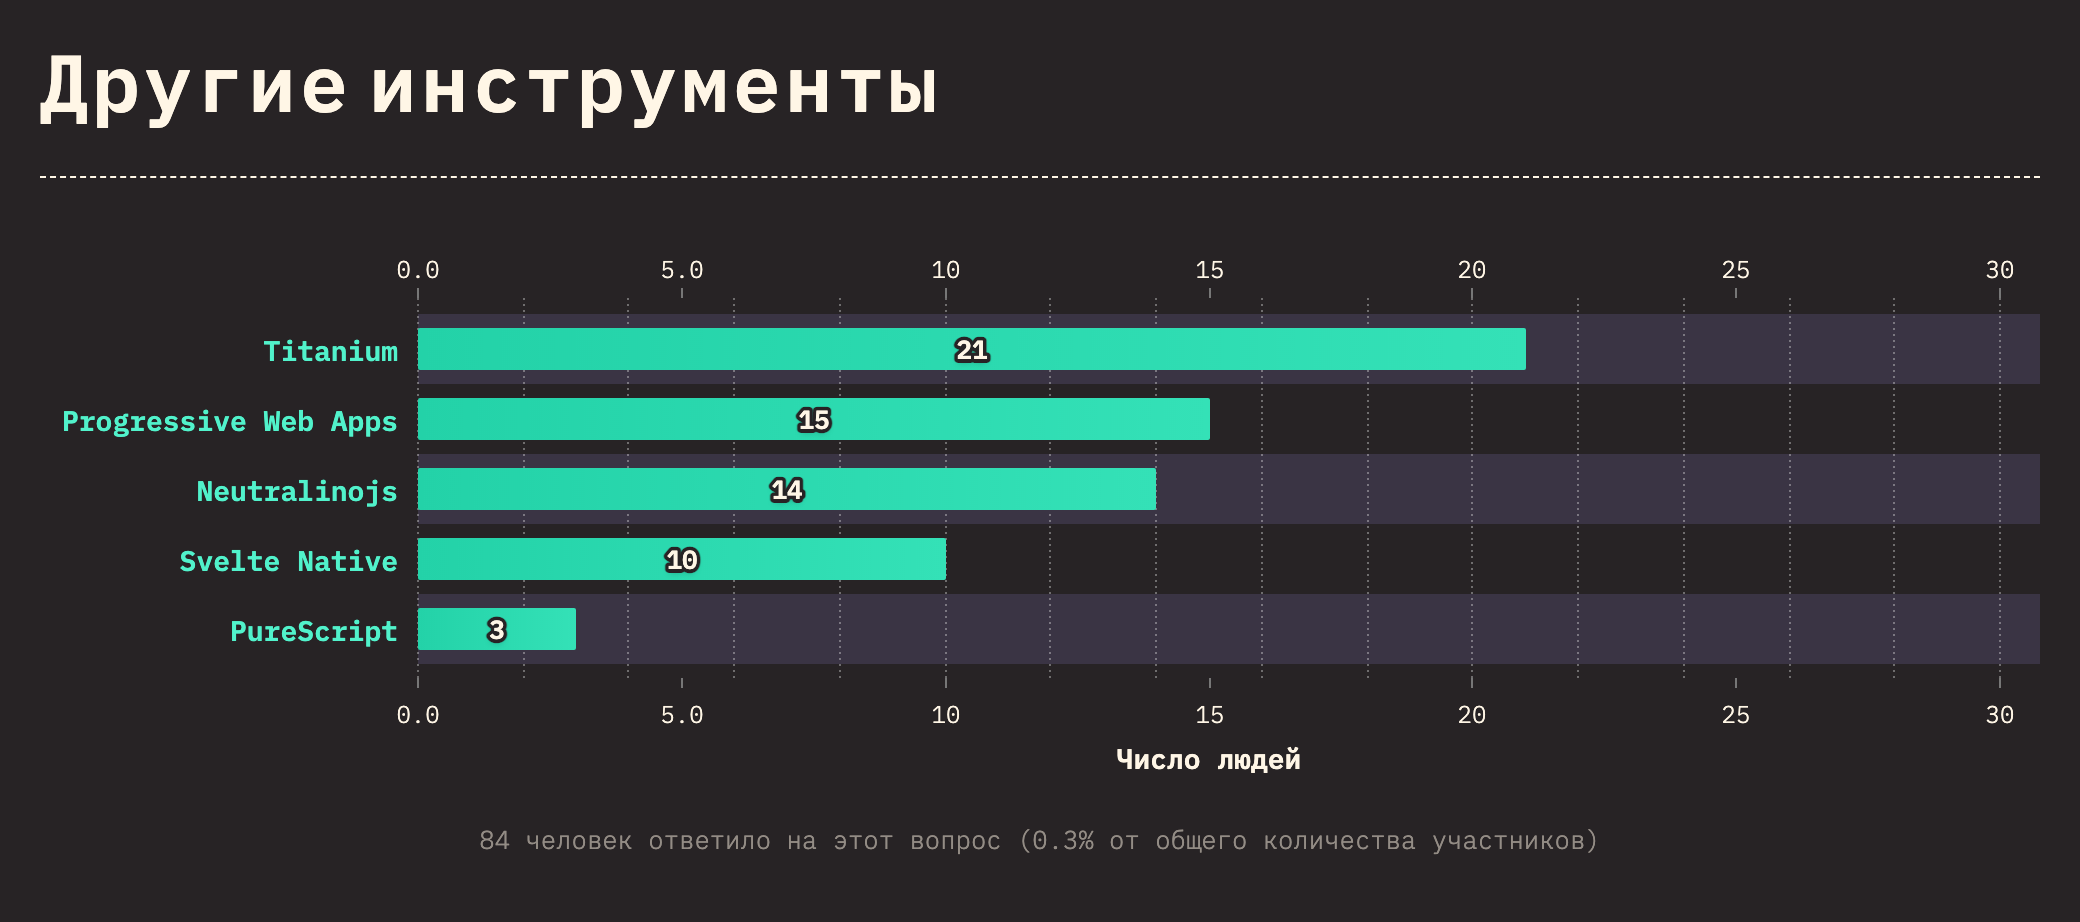 Другие инструменты
0.0 5.0 10 15 20 25 30
Titanium 21
Progressive Web Apps 15
Neutralinojs 14
Svelte Native 10
PureScript 3
0.0 5.0 10 15 20 25 30
Число людей
84 человек ответило на этот вопрос (0.3% от общего количества участников)